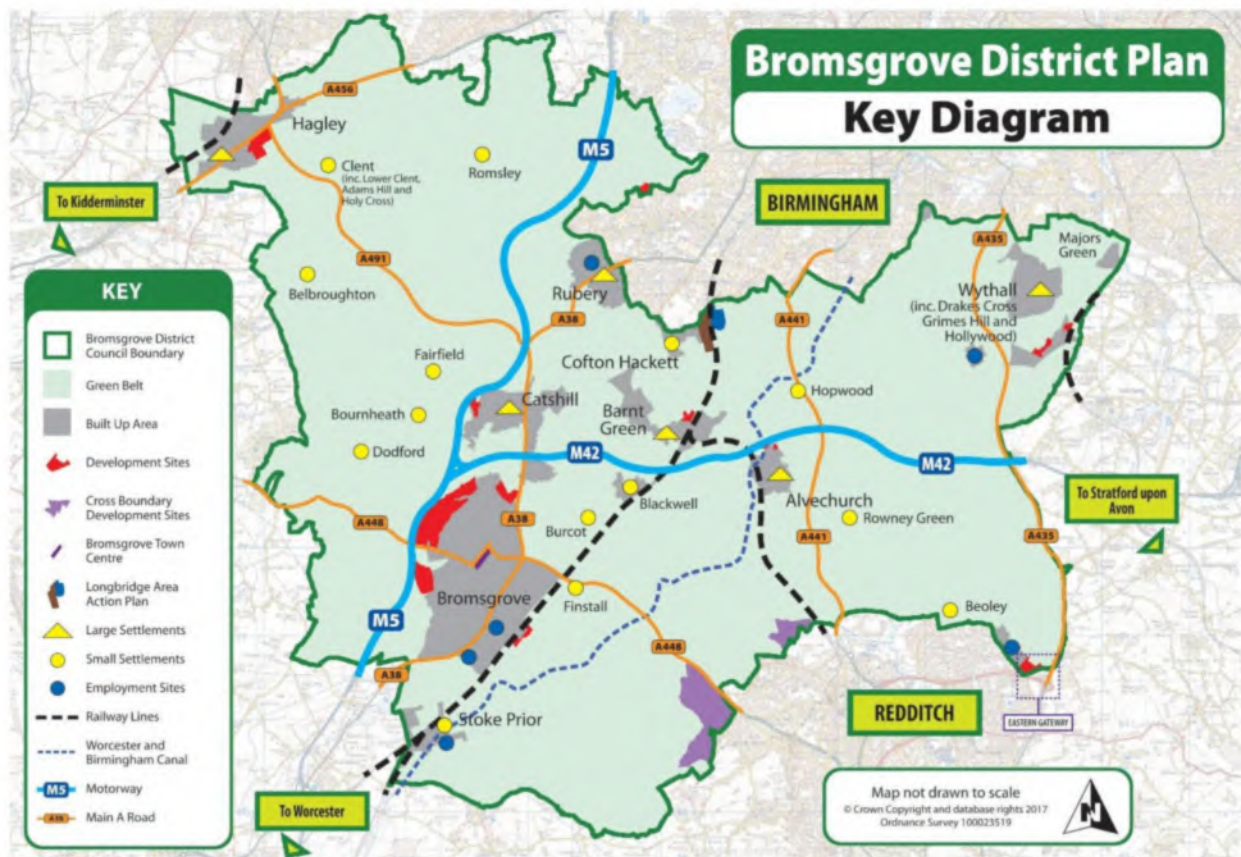 Bromsgrove District Plan
Key Diagram
A456
Hagley
M5
Clent
(inc. Lower Clent,
Adams Hill and
Holy Cross)
Romsley
To Kidderminster
BIRMINGHAM
A435
Majors
Green
A491
Belbroughton
Rubery
Wythall
(inc. Drakes Cross
Grimes Hill and
Hollywood)
A38
A441
A435
Cofton Hackett
Fairfield
Hopwood
Catshill
Bournheath
Barnt
Green
Dodford
M42
M42
Blackwell
Alvechurch
To Stratford upon
Avon
A448
A38
Burcot
Rowney Green
A441
A435
Bromsgrove
Finstall
Beoley
M5
A448
A38
REDDITCH
EASTERN GATEWAY
Stoke Prior
To Worcester
KEY
Bromsgrove District
Council Boundary
Green Belt
Built Up Area
Development Sites
Cross Boundary
Development Sites
Bromsgrove Town
Centre
Longbridge Area
Action Plan
Large Settlements
Small Settlements
Employment Sites
Railway Lines
Worcester and
Birmingham Canal
M5
Motorway
A38
Main A Road
Map not drawn to scale
© Crown Copyright and database rights 2017
Ordnance Survey 100023519
N